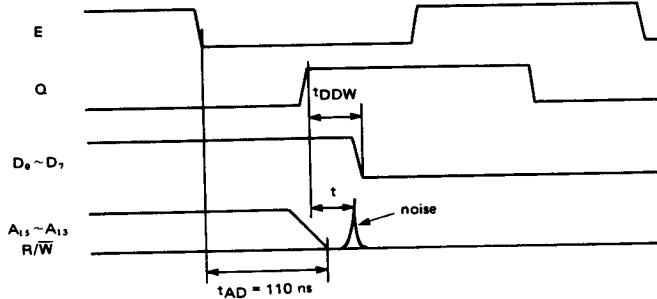 E
Q
tDDW
D0 ~ D7
t
noise
A15 ~ A13
R/W̅
tAD = 110 ns